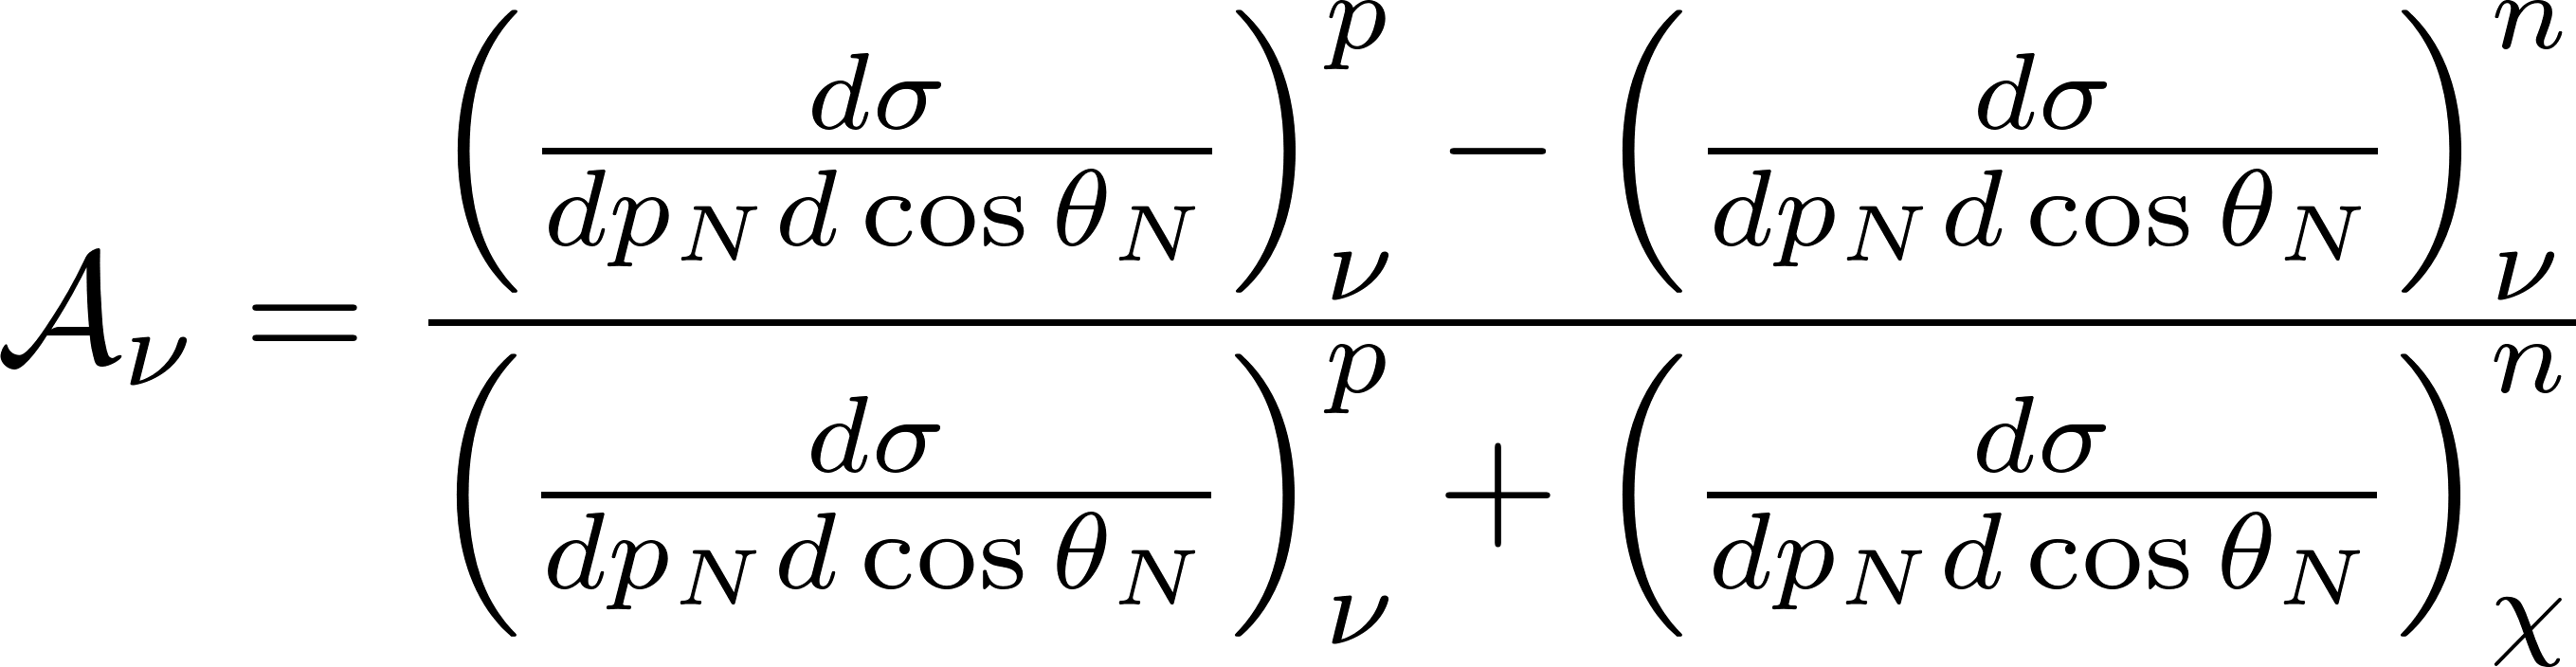 \mathcal{A}_\nu = \frac{\left( \frac{d\sigma}{dp_N \, d\cos\theta_N} \right)^p_\nu - \left( \frac{d\sigma}{dp_N \, d\cos\theta_N} \right)^n_\nu}{\left( \frac{d\sigma}{dp_N \, d\cos\theta_N} \right)^p_\nu + \left( \frac{d\sigma}{dp_N \, d\cos\theta_N} \right)^n_\chi}